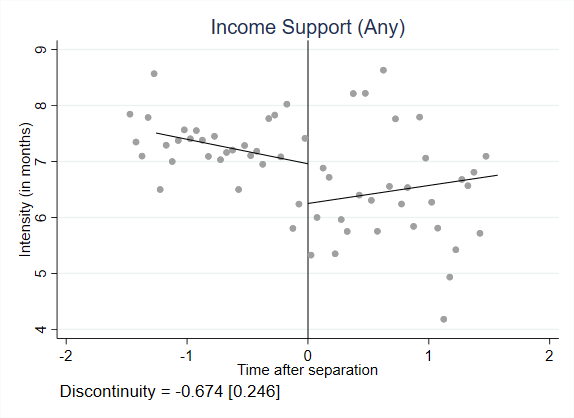 Income Support (Any)
9
8
7
6
5
4
Intensity (in months)
-2 -1 0 1 2
Time after separation
Discontinuity = -0.674 [0.246]